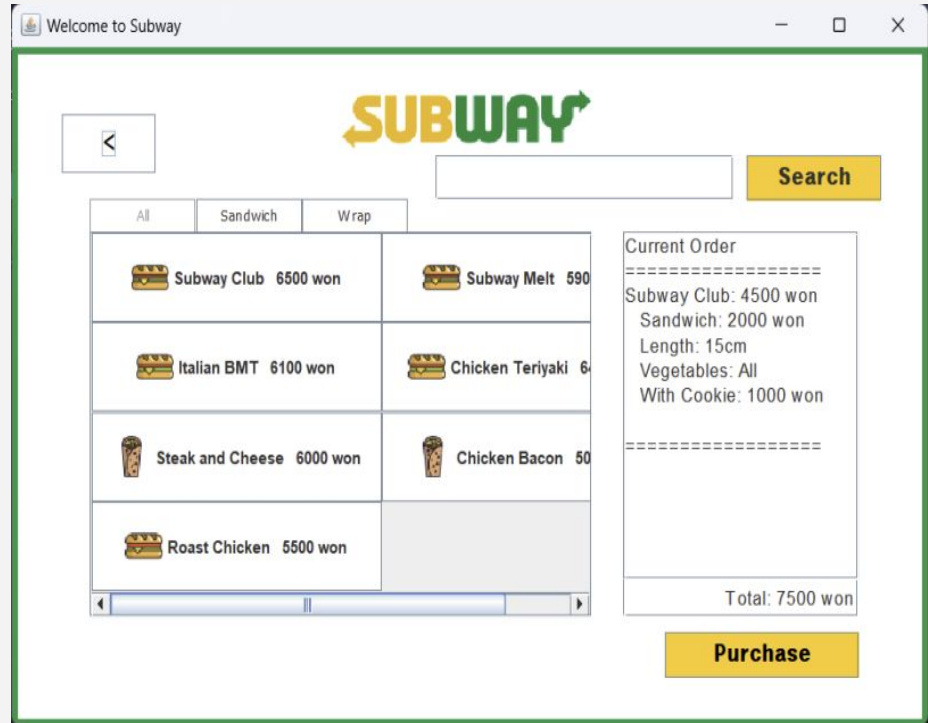 Welcome to Subway
SUBWAY
<
Search
All Sandwich Wrap
Subway Club 6500 won
Subway Melt 590
Italian BMT 6100 won
Chicken Teriyaki 6
Steak and Cheese 6000 won
Chicken Bacon 50
Roast Chicken 5500 won
Current Order
===================
Subway Club: 4500 won
Sandwich: 2000 won
Length: 15cm
Vegetables: All
With Cookie: 1000 won
===================
Total: 7500 won
Purchase